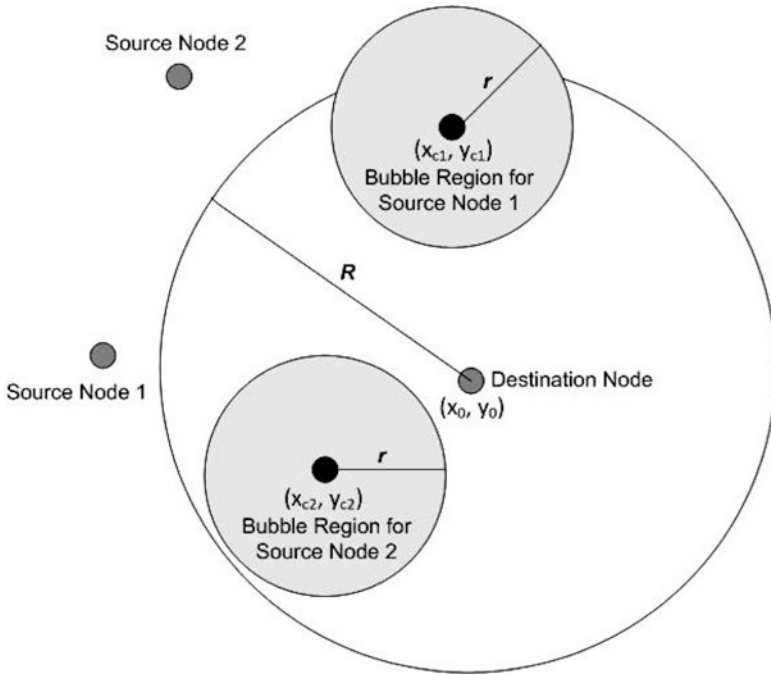 Source Node 2
r
(x_c1, y_c1)
Bubble Region for
Source Node 1
R
Source Node 1
Destination Node
(x_0, y_0)
r
(x_c2, y_c2)
Bubble Region for
Source Node 2